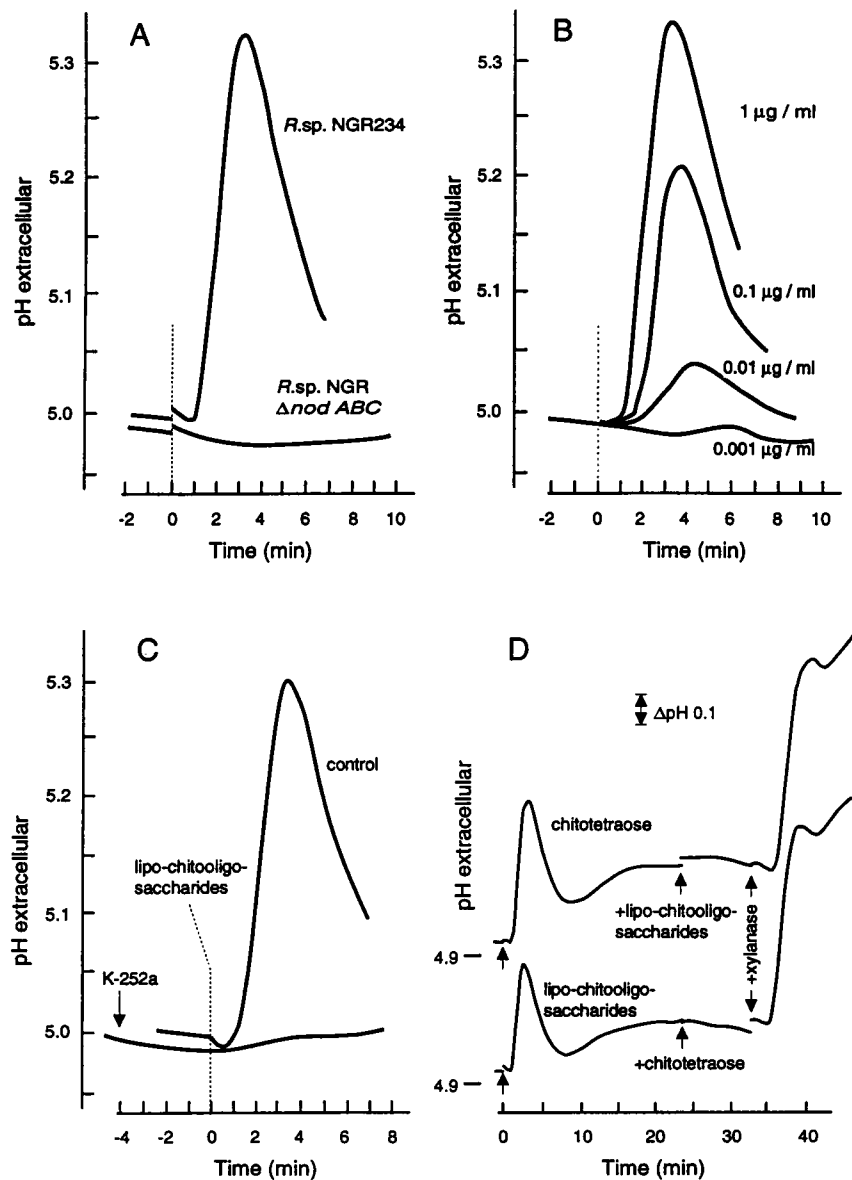 A
pH extracellular
5.3
5.2
5.1
5.0
R.sp. NGR234
R.sp. NGR
Δnod ABC
-2 0 2 4 6 8 10
Time (min)
B
pH extracellular
5.3
5.2
5.1
5.0
1 µg / ml
0.1 µg / ml
0.01 µg / ml
0.001 µg / ml
-2 0 2 4 6 8 10
Time (min)
C
pH extracellular
5.3
5.2
5.1
5.0
control
lipo-chitooligo-
saccharides
K-252a
-4 -2 0 2 4 6 8
Time (min)
D
ΔpH 0.1
pH extracellular
chitotetraose
+lipo-chitooligo-
saccharides
+xylanase
4.9
lipo-chitooligo-
saccharides
+chitotetraose
4.9
0 10 20 30 40
Time (min)